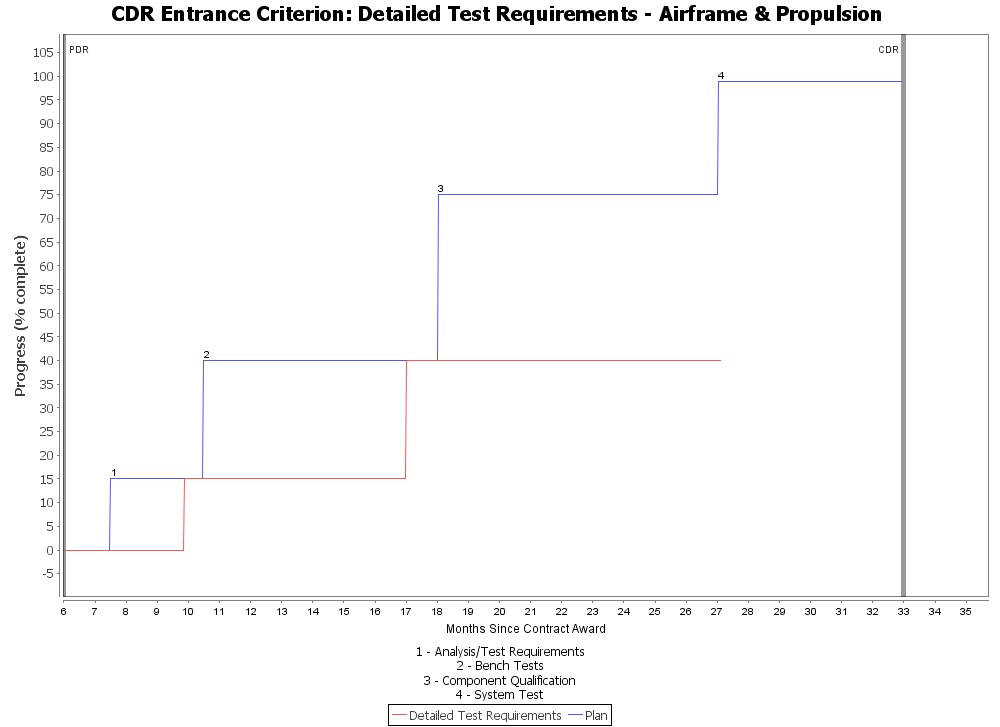 CDR Entrance Criterion: Detailed Test Requirements - Airframe & Propulsion
Progress (% complete)
105
100
95
90
85
80
75
70
65
60
55
50
45
40
35
30
25
20
15
10
5
0
-5
PDR
CDR
1
2
3
4
6 7 8 9 10 11 12 13 14 15 16 17 18 19 20 21 22 23 24 25 26 27 28 29 30 31 32 33 34 35
Months Since Contract Award
1 - Analysis/Test Requirements
2 - Bench Tests
3 - Component Qualification
4 - System Test
Detailed Test Requirements Plan